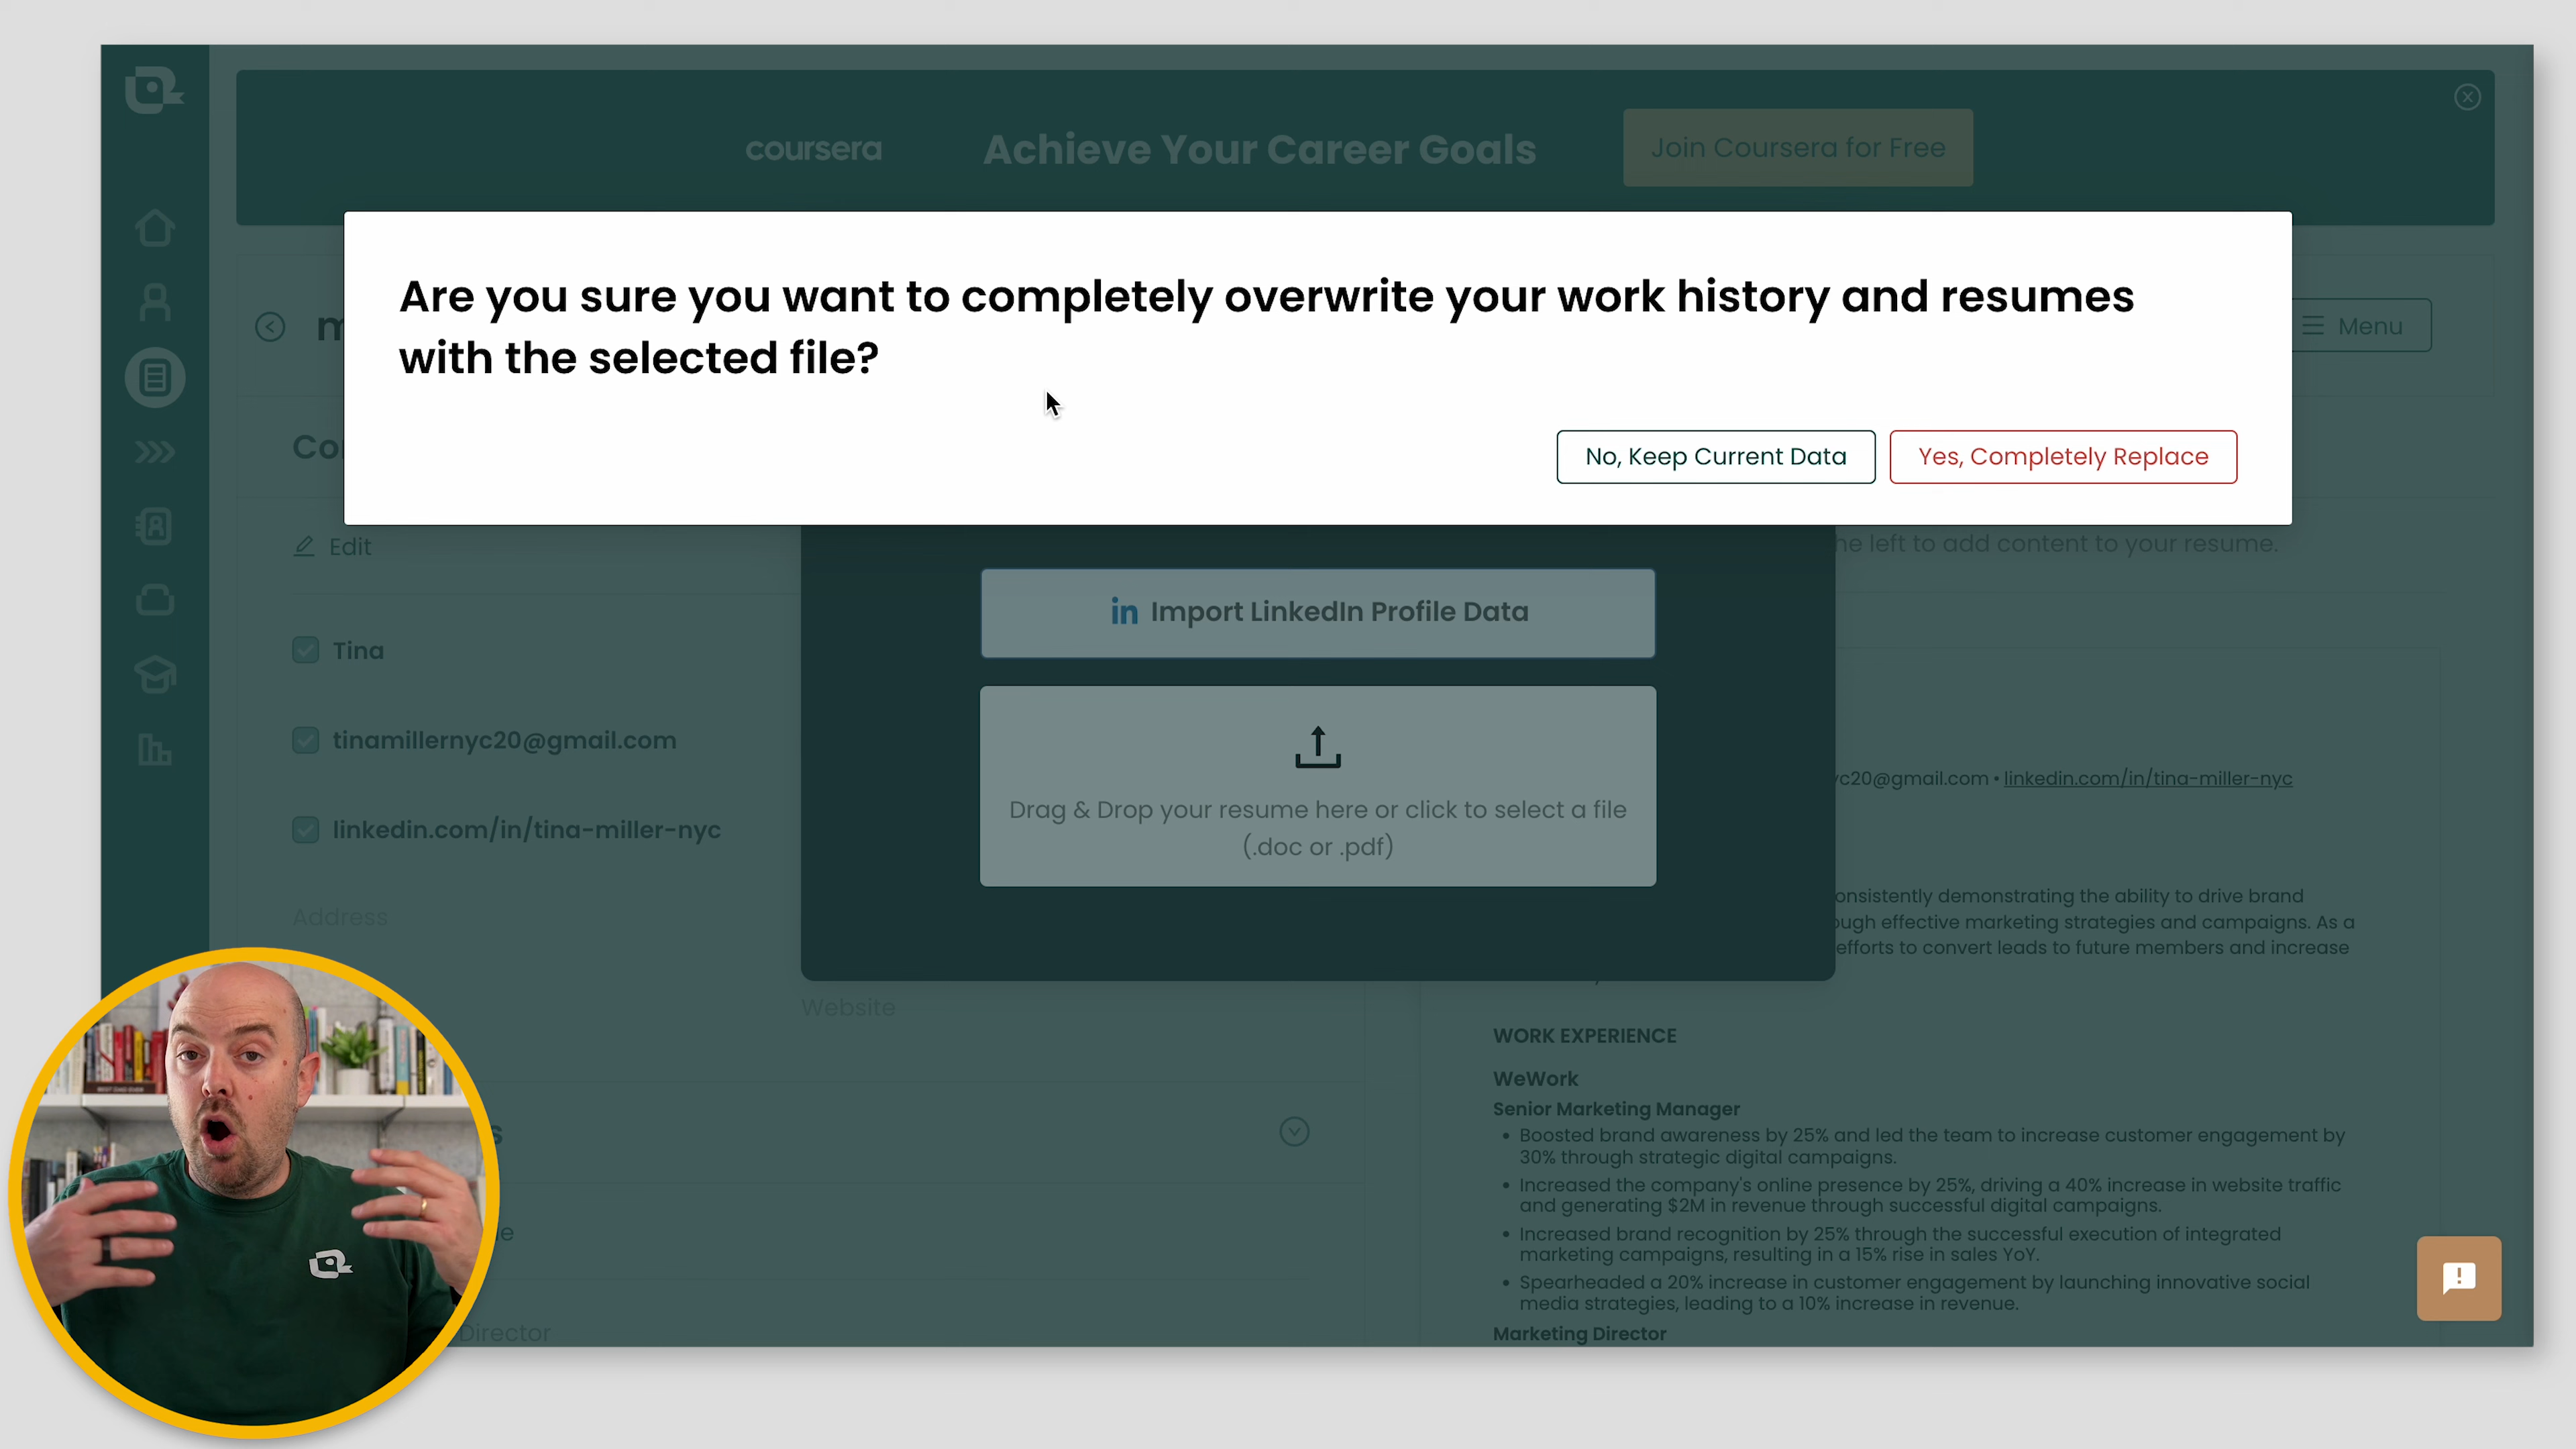 coursera
Achieve Your Career Goals
Join Coursera for Free
Are you sure you want to completely overwrite your work history and resumes
with the selected file?
Menu
No, Keep Current Data
Yes, Completely Replace
Edit
he left to add content to your resume.
in Import LinkedIn Profile Data
Tina
tinamillernyc20@gmail.com
linkedin.com/in/tina-miller-nyc
Drag & Drop your resume here or click to select a file
(.doc or .pdf)
yc20@gmail.com • linkedin.com/in/tina-miller-nyc
Address
onsistently demonstrating the ability to drive brand
ough effective marketing strategies and campaigns. As a
efforts to convert leads to future members and increase
Website
WORK EXPERIENCE
WeWork
Senior Marketing Manager
• Boosted brand awareness by 25% and led the team to increase customer engagement by
30% through strategic digital campaigns.
• Increased the company's online presence by 25%, driving a 40% increase in website traffic
and generating $2M in revenue through successful digital campaigns.
• Increased brand recognition by 25% through the successful execution of integrated
marketing campaigns, resulting in a 15% rise in sales YoY.
• Spearheaded a 20% increase in customer engagement by launching innovative social
media strategies, leading to a 10% increase in revenue.
Director
Marketing Director